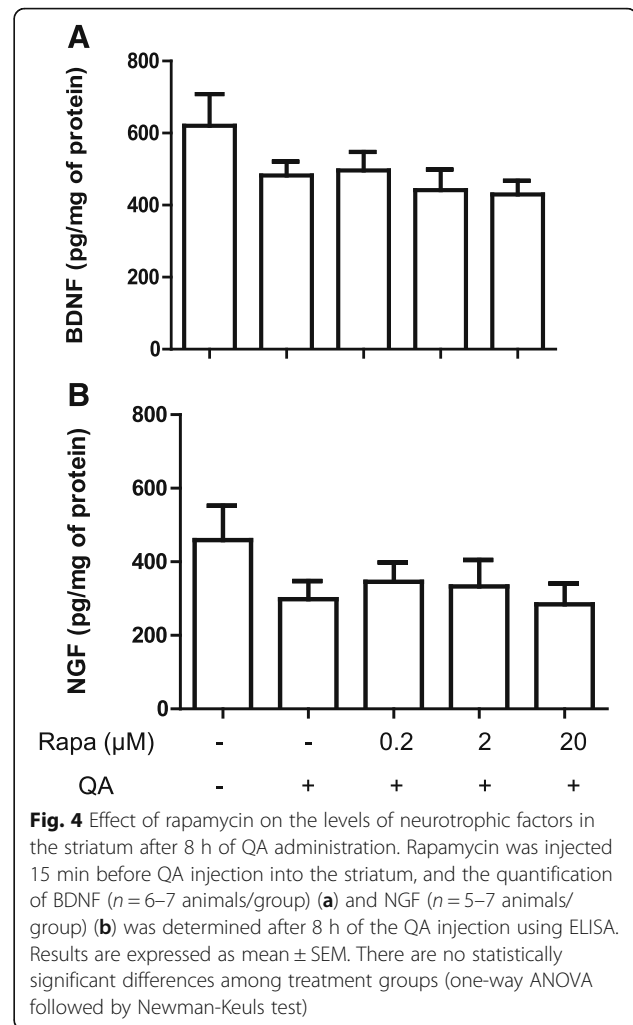 A
800
600
400
200
0
BDNF (pg/mg of protein)
B
800
600
400
200
0
NGF (pg/mg of protein)
Rapa (µM) - - 0.2 2 20
QA - + + + +
Fig. 4 Effect of rapamycin on the levels of neurotrophic factors in
the striatum after 8 h of QA administration. Rapamycin was injected
15 min before QA injection into the striatum, and the quantification
of BDNF (n = 6–7 animals/group) (a) and NGF (n = 5–7 animals/
group) (b) was determined after 8 h of the QA injection using ELISA.
Results are expressed as mean ± SEM. There are no statistically
significant differences among treatment groups (one-way ANOVA
followed by Newman-Keuls test)